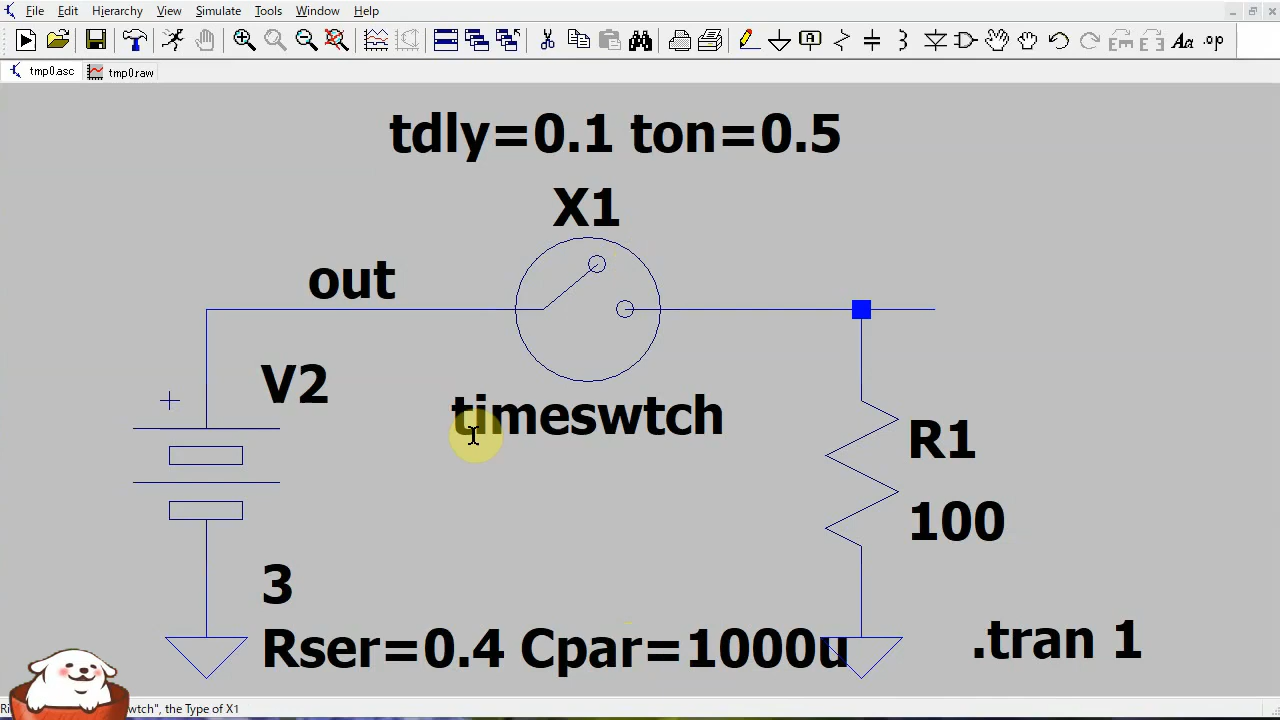 File Edit Hierarchy View Simulate Tools Window Help
.op
tmp0.asc tmp0.raw
tdly=0.1 ton=0.5
X1
out
V2
timeswtch
R1
100
3
Rser=0.4 Cpar=1000u
.tran 1
wtch", the Type of X1